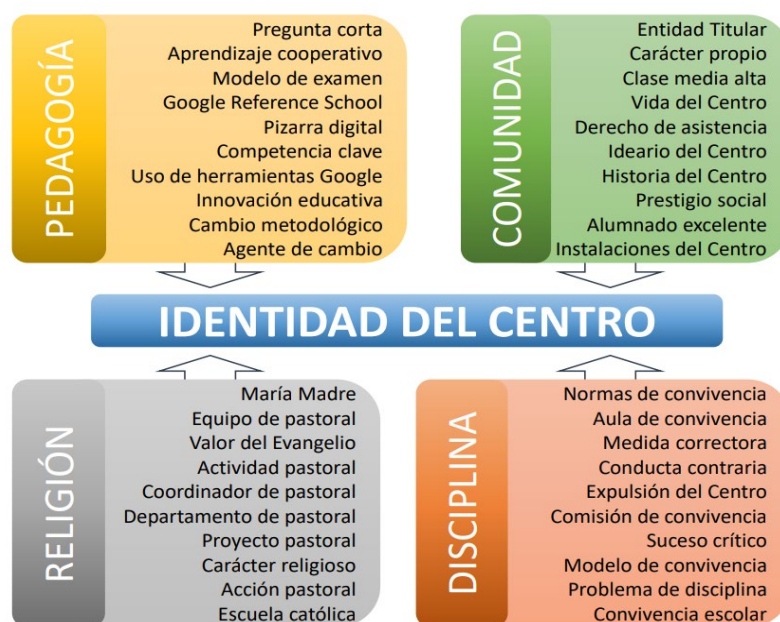 PEDAGOGÍA
Pregunta corta
Aprendizaje cooperativo
Modelo de examen
Google Reference School
Pizarra digital
Competencia clave
Uso de herramientas Google
Innovación educativa
Cambio metodológico
Agente de cambio
COMUNIDAD
Entidad Titular
Carácter propio
Clase media alta
Vida del Centro
Derecho de asistencia
Ideario del Centro
Historia del Centro
Prestigio social
Alumnado excelente
Instalaciones del Centro
IDENTIDAD DEL CENTRO
RELIGIÓN
María Madre
Equipo de pastoral
Valor del Evangelio
Actividad pastoral
Coordinador de pastoral
Departamento de pastoral
Proyecto pastoral
Carácter religioso
Acción pastoral
Escuela católica
DISCIPLINA
Normas de convivencia
Aula de convivencia
Medida correctora
Conducta contraria
Expulsión del Centro
Comisión de convivencia
Suceso crítico
Modelo de convivencia
Problema de disciplina
Convivencia escolar